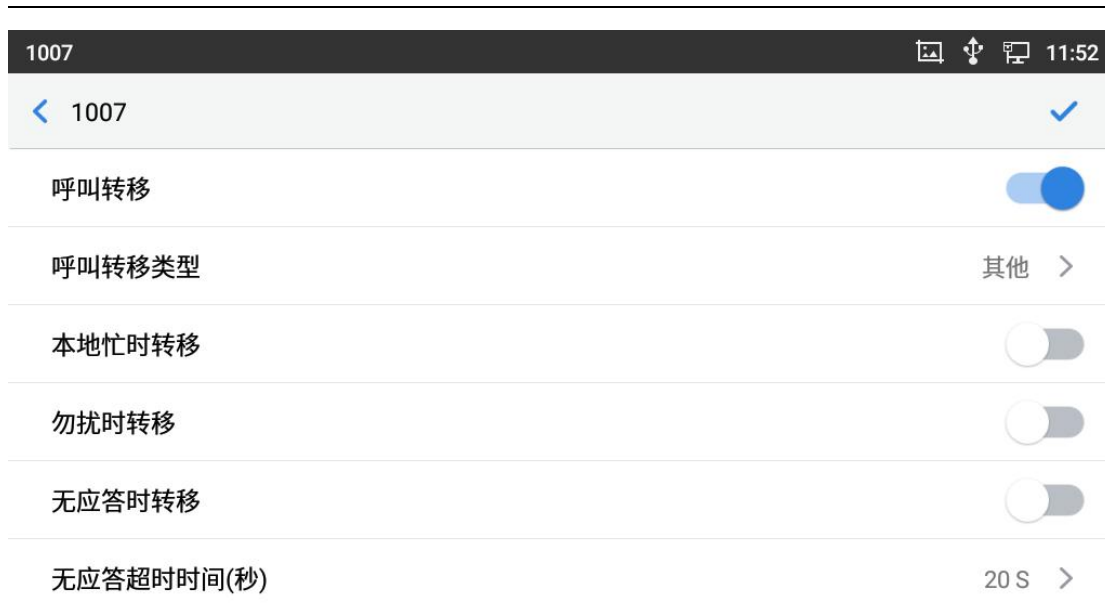 1007 11:52
1007
呼叫转移
呼叫转移类型 其他
本地忙时转移
勿扰时转移
无应答时转移
无应答超时时间(秒) 20 S